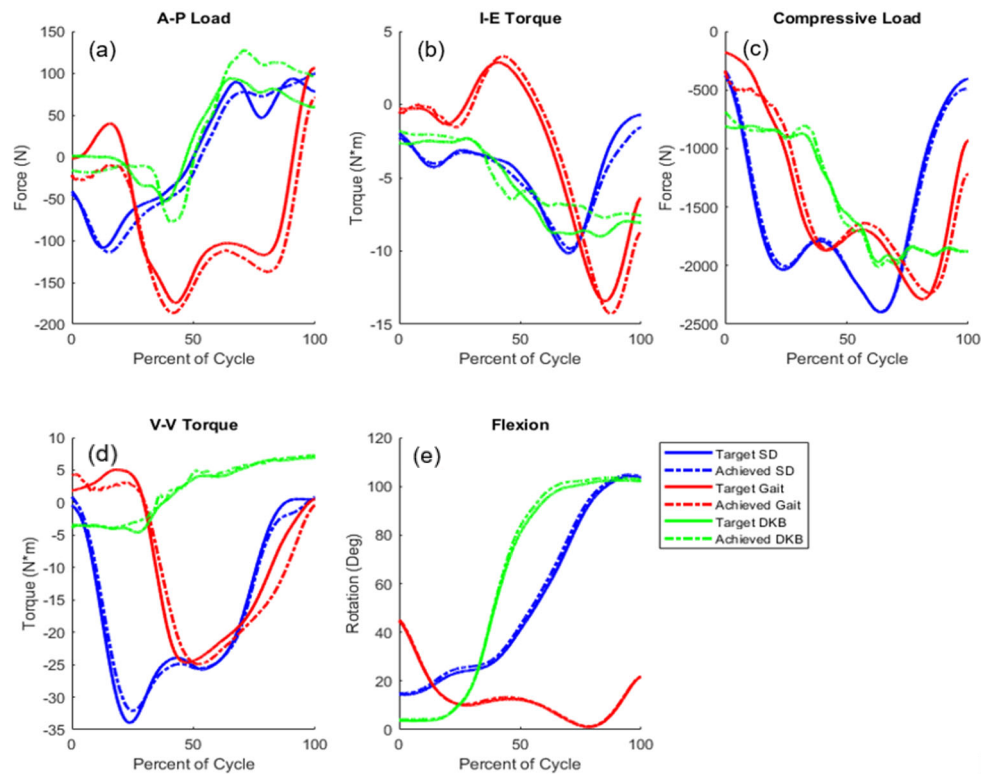 A-P Load
(a)
150
100
50
0
-50
-100
-150
-200
Force (N)
0
50
100
Percent of Cycle
I-E Torque
(b)
5
0
-5
-10
-15
Torque (N*m)
0
50
100
Percent of Cycle
Compressive Load
(c)
0
-500
-1000
-1500
-2000
-2500
Force (N)
0
50
100
Percent of Cycle
V-V Torque
(d)
10
5
0
-5
-10
-15
-20
-25
-30
-35
Torque (N*m)
0
50
100
Percent of Cycle
Flexion
(e)
120
100
80
60
40
20
0
Rotation (Deg)
0
50
100
Percent of Cycle
Target SD
Achieved SD
Target Gait
Achieved Gait
Target DKB
Achieved DKB